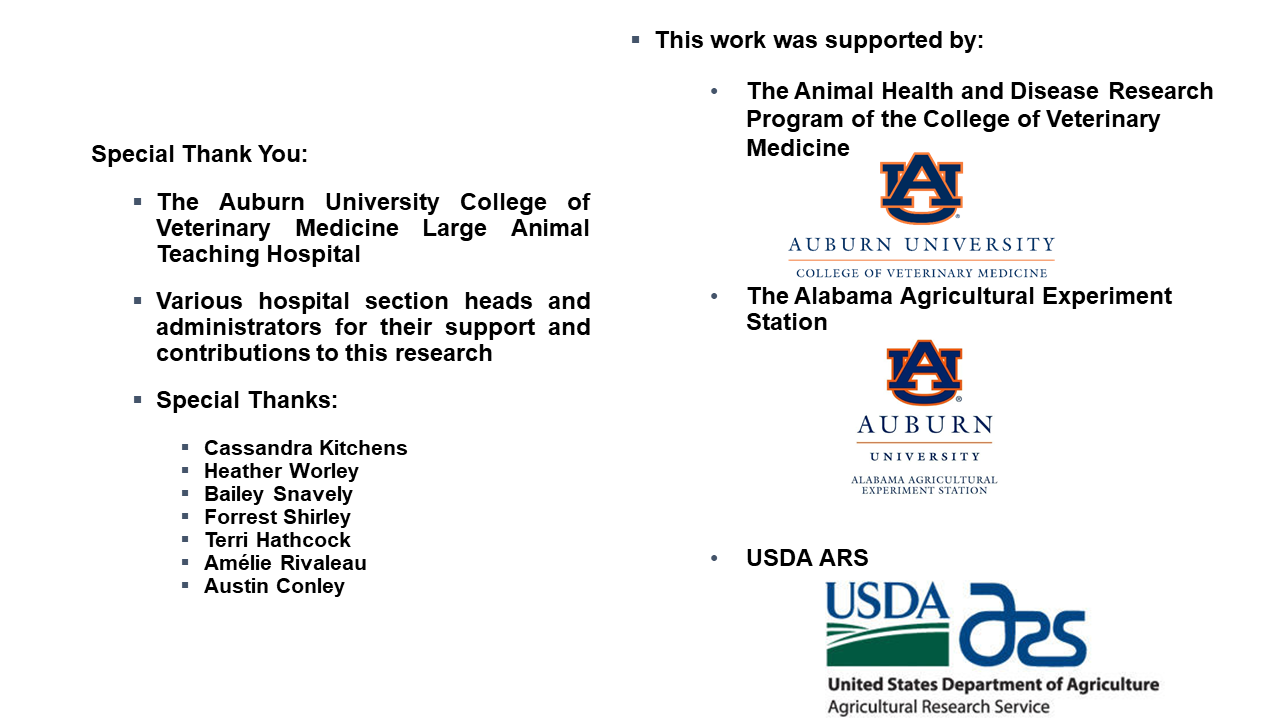 Special Thank You:
▪ The Auburn University College of
Veterinary Medicine Large Animal
Teaching Hospital
▪ Various hospital section heads and
administrators for their support and
contributions to this research
▪ Special Thanks:
▪ Cassandra Kitchens
▪ Heather Worley
▪ Bailey Snavely
▪ Forrest Shirley
▪ Terri Hathcock
▪ Amélie Rivaleau
▪ Austin Conley
▪ This work was supported by:
• The Animal Health and Disease Research
Program of the College of Veterinary
Medicine
AU®
AUBURN UNIVERSITY
COLLEGE OF VETERINARY MEDICINE
• The Alabama Agricultural Experiment
Station
AU®
AUBURN
UNIVERSITY
ALABAMA AGRICULTURAL
EXPERIMENT STATION
• USDA ARS
USDA ars
United States Department of Agriculture
Agricultural Research Service